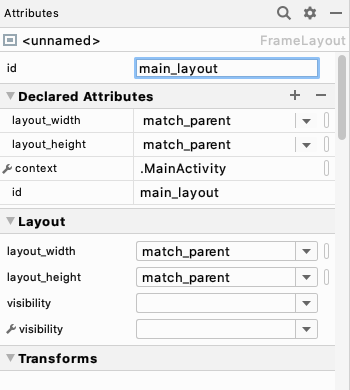 Attributes
<unnamed> FrameLayout
id main_layout
Declared Attributes
layout_width match_parent
layout_height match_parent
context .MainActivity
id main_layout
Layout
layout_width match_parent
layout_height match_parent
visibility
visibility
Transforms